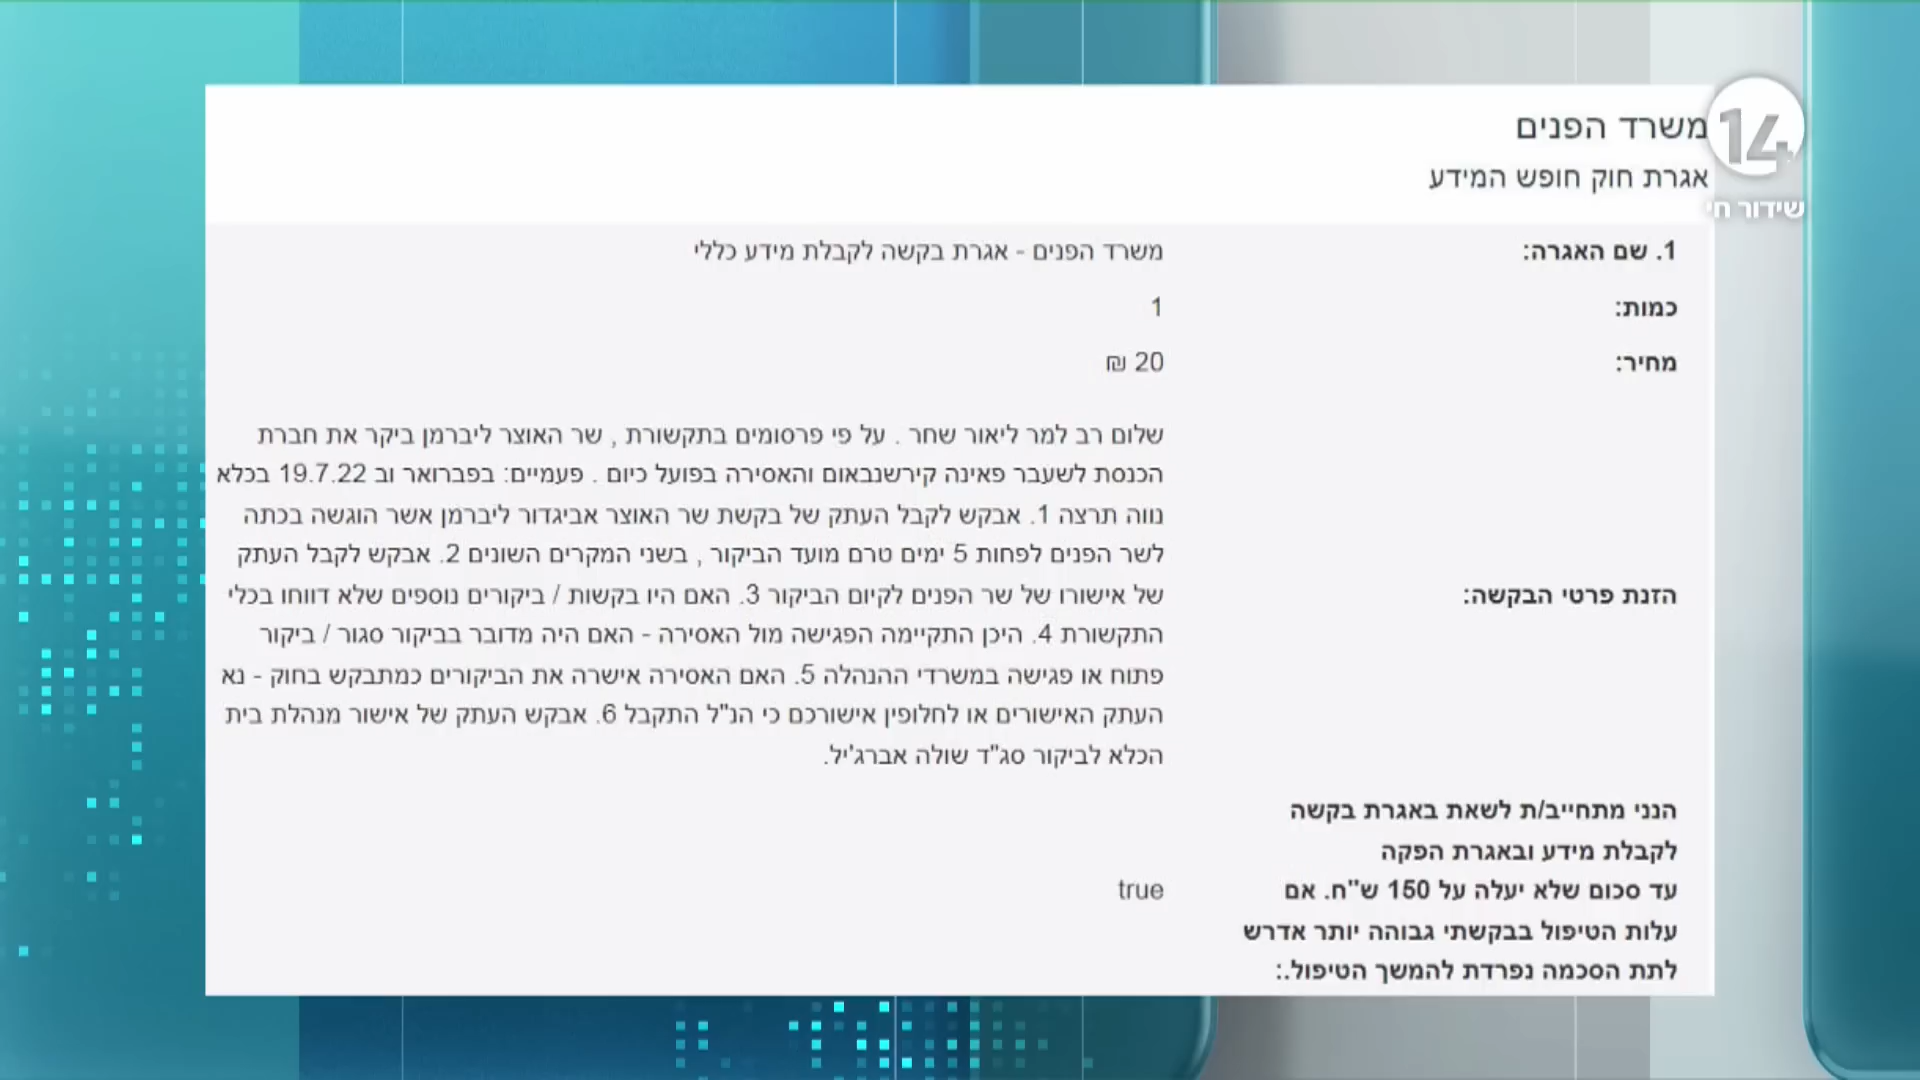 משרד הפנים
14
אגרת חוק חופש המידע
שידור חי
1. שם האגרה: משרד הפנים - אגרת בקשה לקבלת מידע כללי
כמות: 1
מחיר: 20 ₪
שלום רב למר ליאור שחר . על פי פרסומים בתקשורת , שר האוצר ליברמן ביקר את חברת
הכנסת לשעבר פאינה קירשנבאום והאסירה בפועל כיום . פעמיים: בפברואר וב 19.7.22 בכלא
נווה תרצה 1. אבקש לקבל העתק של בקשת שר האוצר אביגדור ליברמן אשר הוגשה בכתה
לשר הפנים לפחות 5 ימים טרם מועד הביקור , בשני המקרים השונים 2. אבקש לקבל העתק
הזנת פרטי הבקשה: של אישורו של שר הפנים לקיום הביקור 3. האם היו בקשות / ביקורים נוספים שלא דווחו בכלי
התקשורת 4. היכן התקיימה הפגישה מול האסירה - האם היה מדובר בביקור סגור / ביקור
פתוח או פגישה במשרדי ההנהלה 5. האם האסירה אישרה את הביקורים כמתבקש בחוק - נא
העתק האישורים או לחלופין אישורכם כי הנ"ל התקבל 6. אבקש העתק של אישור מנהלת בית
הכלא לביקור סג"ד שולה אברג'יל.
הנני מתחייב/ת לשאת באגרת בקשה
לקבלת מידע ובאגרת הפקה
עד סכום שלא יעלה על 150 ש"ח. אם true
עלות הטיפול בבקשתי גבוהה יותר אדרש
לתת הסכמה נפרדת להמשך הטיפול.: